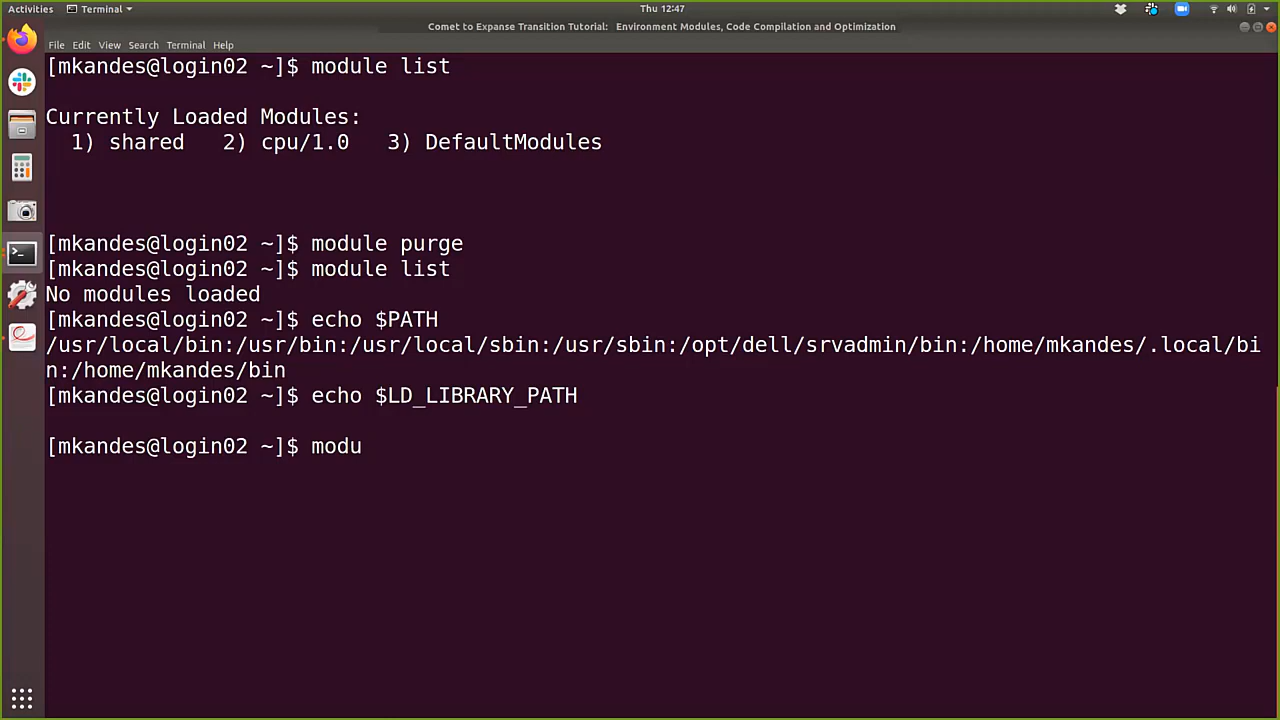 Activities Terminal Thu 12:47
Comet to Expanse Transition Tutorial: Environment Modules, Code Compilation and Optimization
File Edit View Search Terminal Help
[mkandes@login02 ~]$ module list
Currently Loaded Modules:
1) shared 2) cpu/1.0 3) DefaultModules
[mkandes@login02 ~]$ module purge
[mkandes@login02 ~]$ module list
No modules loaded
[mkandes@login02 ~]$ echo $PATH
/usr/local/bin:/usr/bin:/usr/local/sbin:/usr/sbin:/opt/dell/srvadmin/bin:/home/mkandes/.local/bi
n:/home/mkandes/bin
[mkandes@login02 ~]$ echo $LD_LIBRARY_PATH
[mkandes@login02 ~]$ modu